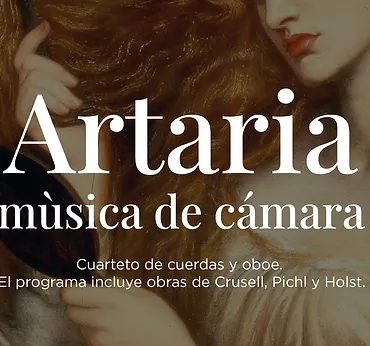 Artaria
mùsica de cámara
Cuarteto de cuerdas y oboe.
El programa incluye obras de Crusell, Pichl y Holst.